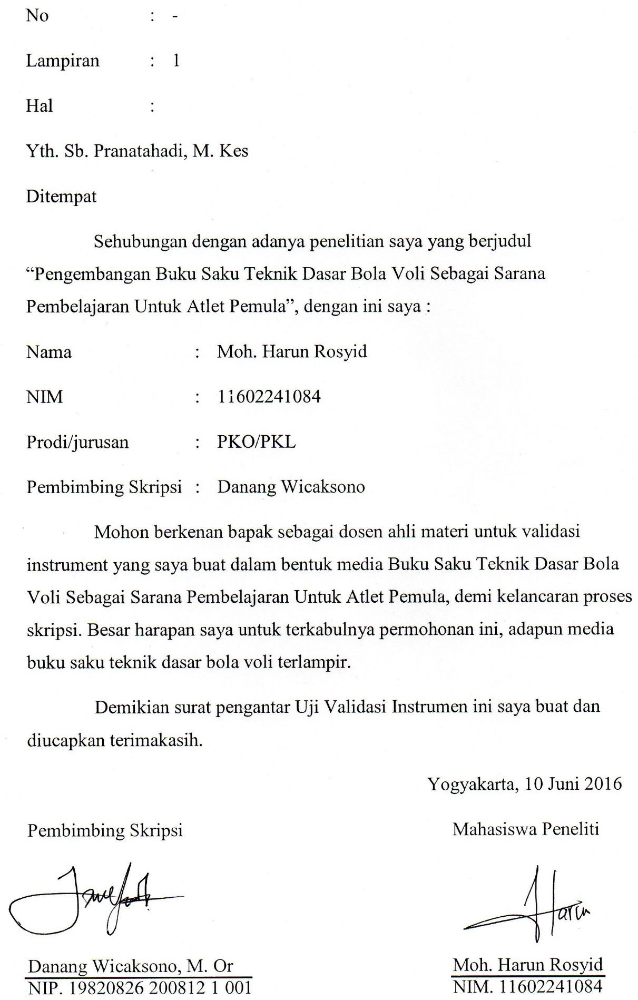 No : -
Lampiran : 1
Hal :
Yth. Sb. Pranatahadi, M. Kes
Ditempat
Sehubungan dengan adanya penelitian saya yang berjudul
“Pengembangan Buku Saku Teknik Dasar Bola Voli Sebagai Sarana
Pembelajaran Untuk Atlet Pemula”, dengan ini saya :
Nama : Moh. Harun Rosyid
NIM : 11602241084
Prodi/jurusan : PKO/PKL
Pembimbing Skripsi : Danang Wicaksono
Mohon berkenan bapak sebagai dosen ahli materi untuk validasi
instrument yang saya buat dalam bentuk media Buku Saku Teknik Dasar Bola
Voli Sebagai Sarana Pembelajaran Untuk Atlet Pemula, demi kelancaran proses
skripsi. Besar harapan saya untuk terkabulnya permohonan ini, adapun media
buku saku teknik dasar bola voli terlampir.
Demikian surat pengantar Uji Validasi Instrumen ini saya buat dan
diucapkan terimakasih.
Yogyakarta, 10 Juni 2016
Pembimbing Skripsi Mahasiswa Peneliti
Harun
Danang Wicaksono, M. Or Moh. Harun Rosyid
NIP. 19820826 200812 1 001 NIM. 11602241084